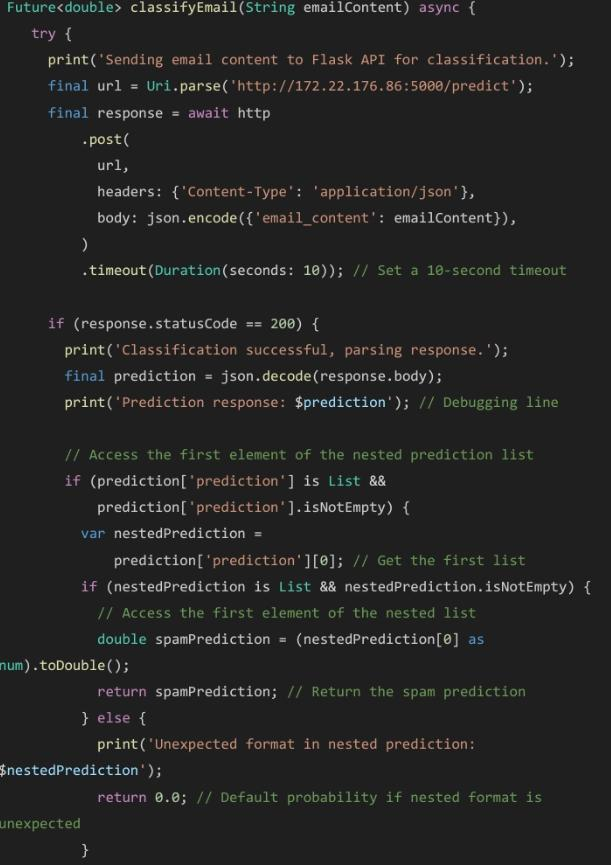 Future<double> classifyEmail(String emailContent) async {
try {
print('Sending email content to Flask API for classification.');
final url = Uri.parse('http://172.22.176.86:5000/predict');
final response = await http
.post(
url,
headers: {'Content-Type': 'application/json'},
body: json.encode({'email_content': emailContent}),
)
.timeout(Duration(seconds: 10)); // Set a 10-second timeout
if (response.statusCode == 200) {
print('Classification successful, parsing response.');
final prediction = json.decode(response.body);
print('Prediction response: $prediction'); // Debugging line
// Access the first element of the nested prediction list
if (prediction['prediction'] is List &&
prediction['prediction'].isNotEmpty) {
var nestedPrediction =
prediction['prediction'][0]; // Get the first list
if (nestedPrediction is List && nestedPrediction.isNotEmpty) {
// Access the first element of the nested list
double spamPrediction = (nestedPrediction[0] as
num).toDouble();
return spamPrediction; // Return the spam prediction
} else {
print('Unexpected format in nested prediction:
$nestedPrediction');
return 0.0; // Default probability if nested format is
unexpected
}